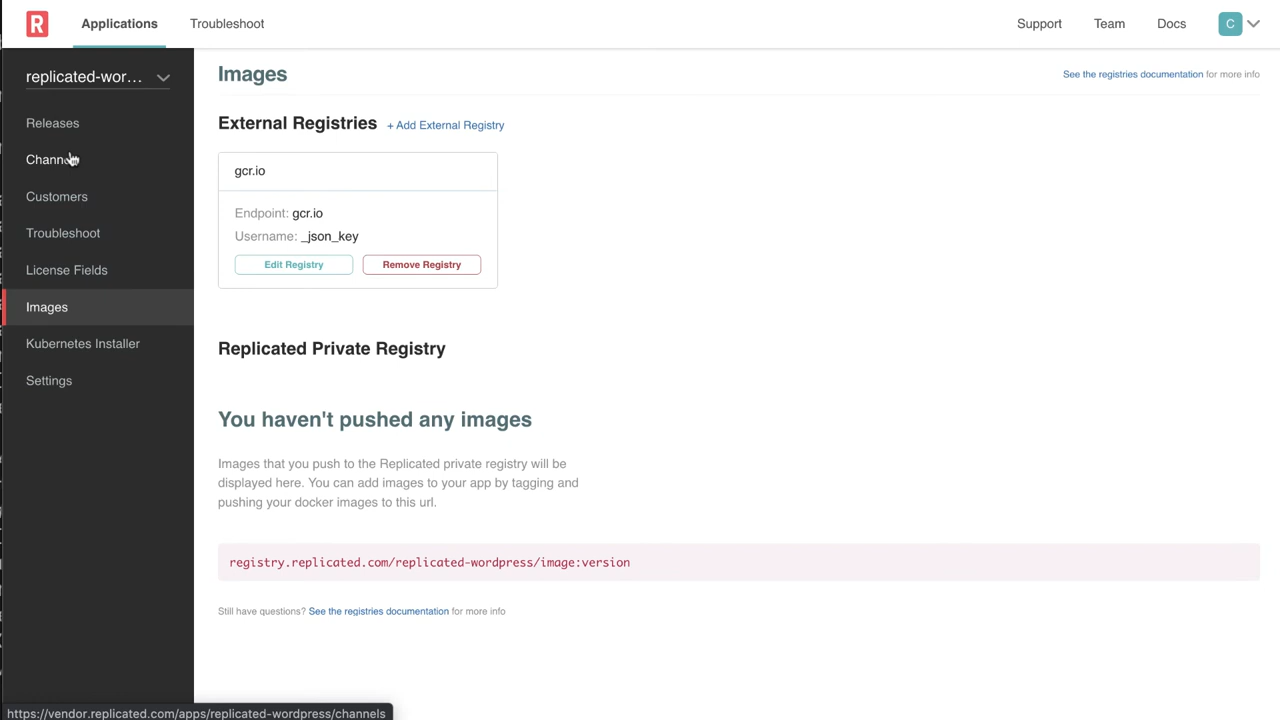 R
Applications
Troubleshoot
Support
Team
Docs
C
replicated-wor...
Releases
Channels
Customers
Troubleshoot
License Fields
Images
Kubernetes Installer
Settings
Images
See the registries documentation for more info
External Registries
+ Add External Registry
gcr.io
Endpoint: gcr.io
Username: _json_key
Edit Registry
Remove Registry
Replicated Private Registry
You haven't pushed any images
Images that you push to the Replicated private registry will be
displayed here. You can add images to your app by tagging and
pushing your docker images to this url.
registry.replicated.com/replicated-wordpress/image:version
Still have questions? See the registries documentation for more info
https://vendor.replicated.com/apps/replicated-wordpress/channels